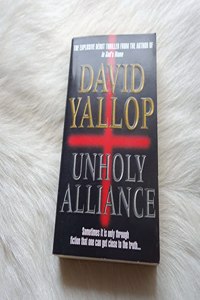 THE EXPLOSIVE DEBUT THRILLER FROM THE AUTHOR OF
In God's Name
DAVID
YALLOP
UNHOLY
ALLIANCE
Sometimes it is only through
fiction that one can get close to the truth...